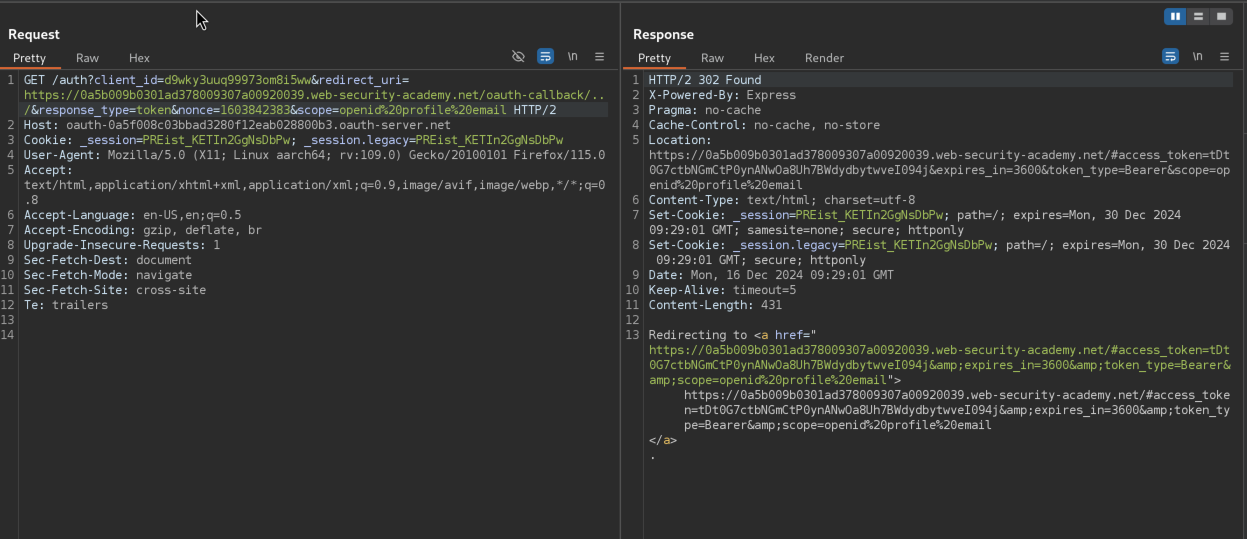 Request
Pretty Raw Hex \n
1 GET /auth?client_id=d9wky3uuq99973om8i5ww&redirect_uri=
https://0a5b009b0301ad378009307a00920039.web-security-academy.net/oauth-callback/..
/&response_type=token&nonce=1603842383&scope=openid%20profile%20email HTTP/2
2 Host: oauth-0a5f008c03bbad3280f12eab028800b3.oauth-server.net
3 Cookie: _session=PREist_KETIn2GgNsDbPw; _session.legacy=PREist_KETIn2GgNsDbPw
4 User-Agent: Mozilla/5.0 (X11; Linux aarch64; rv:109.0) Gecko/20100101 Firefox/115.0
5 Accept:
text/html,application/xhtml+xml,application/xml;q=0.9,image/avif,image/webp,*/*;q=0
.8
6 Accept-Language: en-US,en;q=0.5
7 Accept-Encoding: gzip, deflate, br
8 Upgrade-Insecure-Requests: 1
9 Sec-Fetch-Dest: document
10 Sec-Fetch-Mode: navigate
11 Sec-Fetch-Site: cross-site
12 Te: trailers
13
14
Response
Pretty Raw Hex Render \n
1 HTTP/2 302 Found
2 X-Powered-By: Express
3 Pragma: no-cache
4 Cache-Control: no-cache, no-store
5 Location:
https://0a5b009b0301ad378009307a00920039.web-security-academy.net/#access_token=tDt
0G7ctbNGmCtP0ynANwOa8Uh7BWdydbytwveI094j&expires_in=3600&token_type=Bearer&scope=op
enid%20profile%20email
6 Content-Type: text/html; charset=utf-8
7 Set-Cookie: _session=PREist_KETIn2GgNsDbPw; path=/; expires=Mon, 30 Dec 2024
09:29:01 GMT; samesite=none; secure; httponly
8 Set-Cookie: _session.legacy=PREist_KETIn2GgNsDbPw; path=/; expires=Mon, 30 Dec 2024
09:29:01 GMT; secure; httponly
9 Date: Mon, 16 Dec 2024 09:29:01 GMT
10 Keep-Alive: timeout=5
11 Content-Length: 431
12
13 Redirecting to <a href="
https://0a5b009b0301ad378009307a00920039.web-security-academy.net/#access_token=tDt
0G7ctbNGmCtP0ynANwOa8Uh7BWdydbytwveI094j&amp;expires_in=3600&amp;token_type=Bearer&
amp;scope=openid%20profile%20email">
https://0a5b009b0301ad378009307a00920039.web-security-academy.net/#access_toke
n=tDt0G7ctbNGmCtP0ynANwOa8Uh7BWdydbytwveI094j&amp;expires_in=3600&amp;token_ty
pe=Bearer&amp;scope=openid%20profile%20email
</a>
.